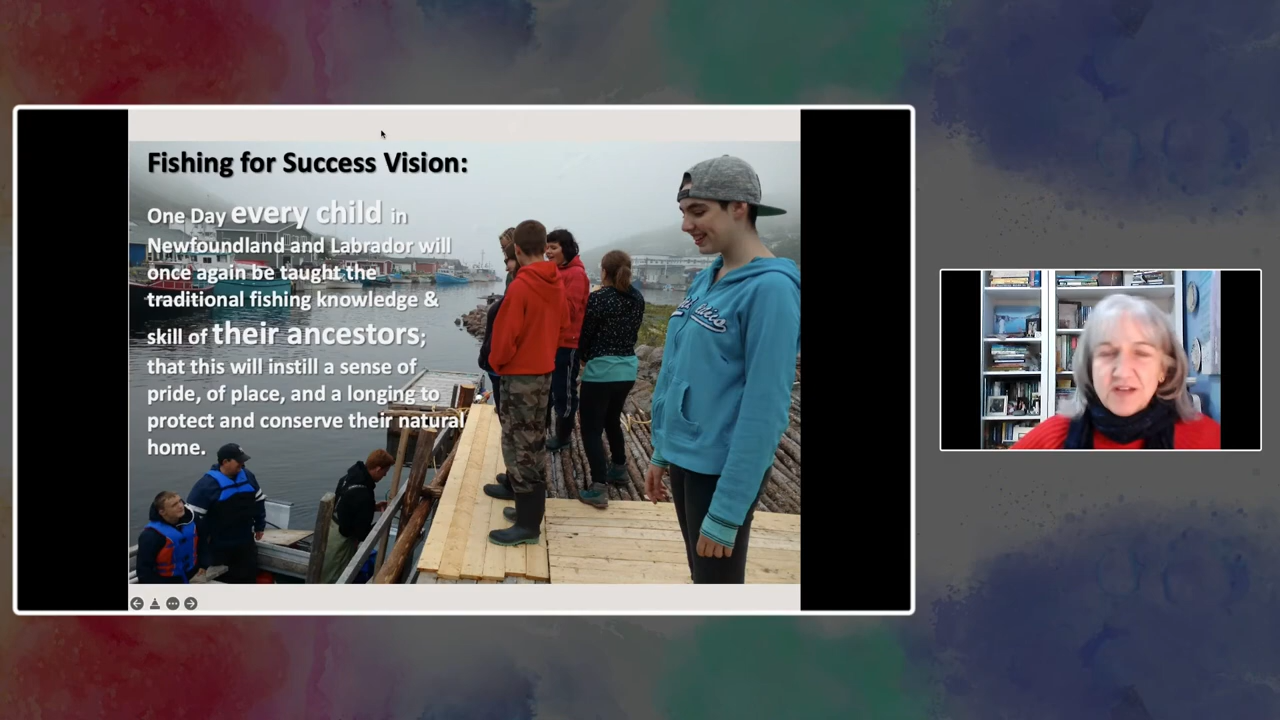 Fishing for Success Vision:
One Day every child in
Newfoundland and Labrador will
once again be taught the
traditional fishing knowledge &
skill of their ancestors;
that this will instill a sense of
pride, of place, and a longing to
protect and conserve their natural
home.